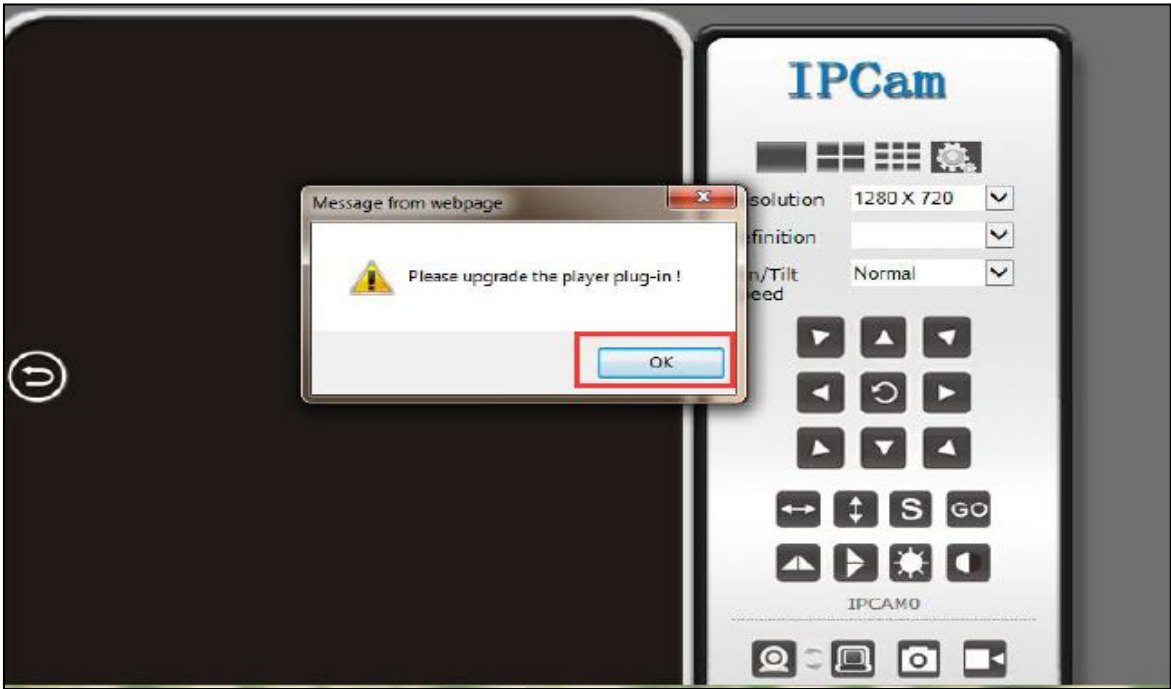 IPCam
Message from webpage
solution
1280 X 720
Please upgrade the player plug-in !
finition
n/Tilt
Normal
eed
OK
S
GO
IPCAM0